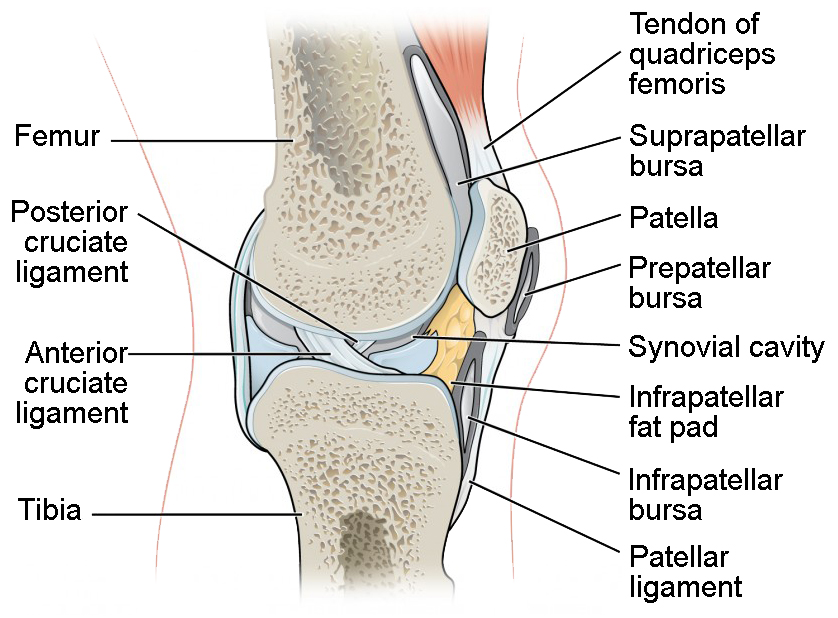 Femur
Posterior
cruciate
ligament
Anterior
cruciate
ligament
Tibia
Tendon of
quadriceps
femoris
Suprapatellar
bursa
Patella
Prepatellar
bursa
Synovial cavity
Infrapatellar
fat pad
Infrapatellar
bursa
Patellar
ligament